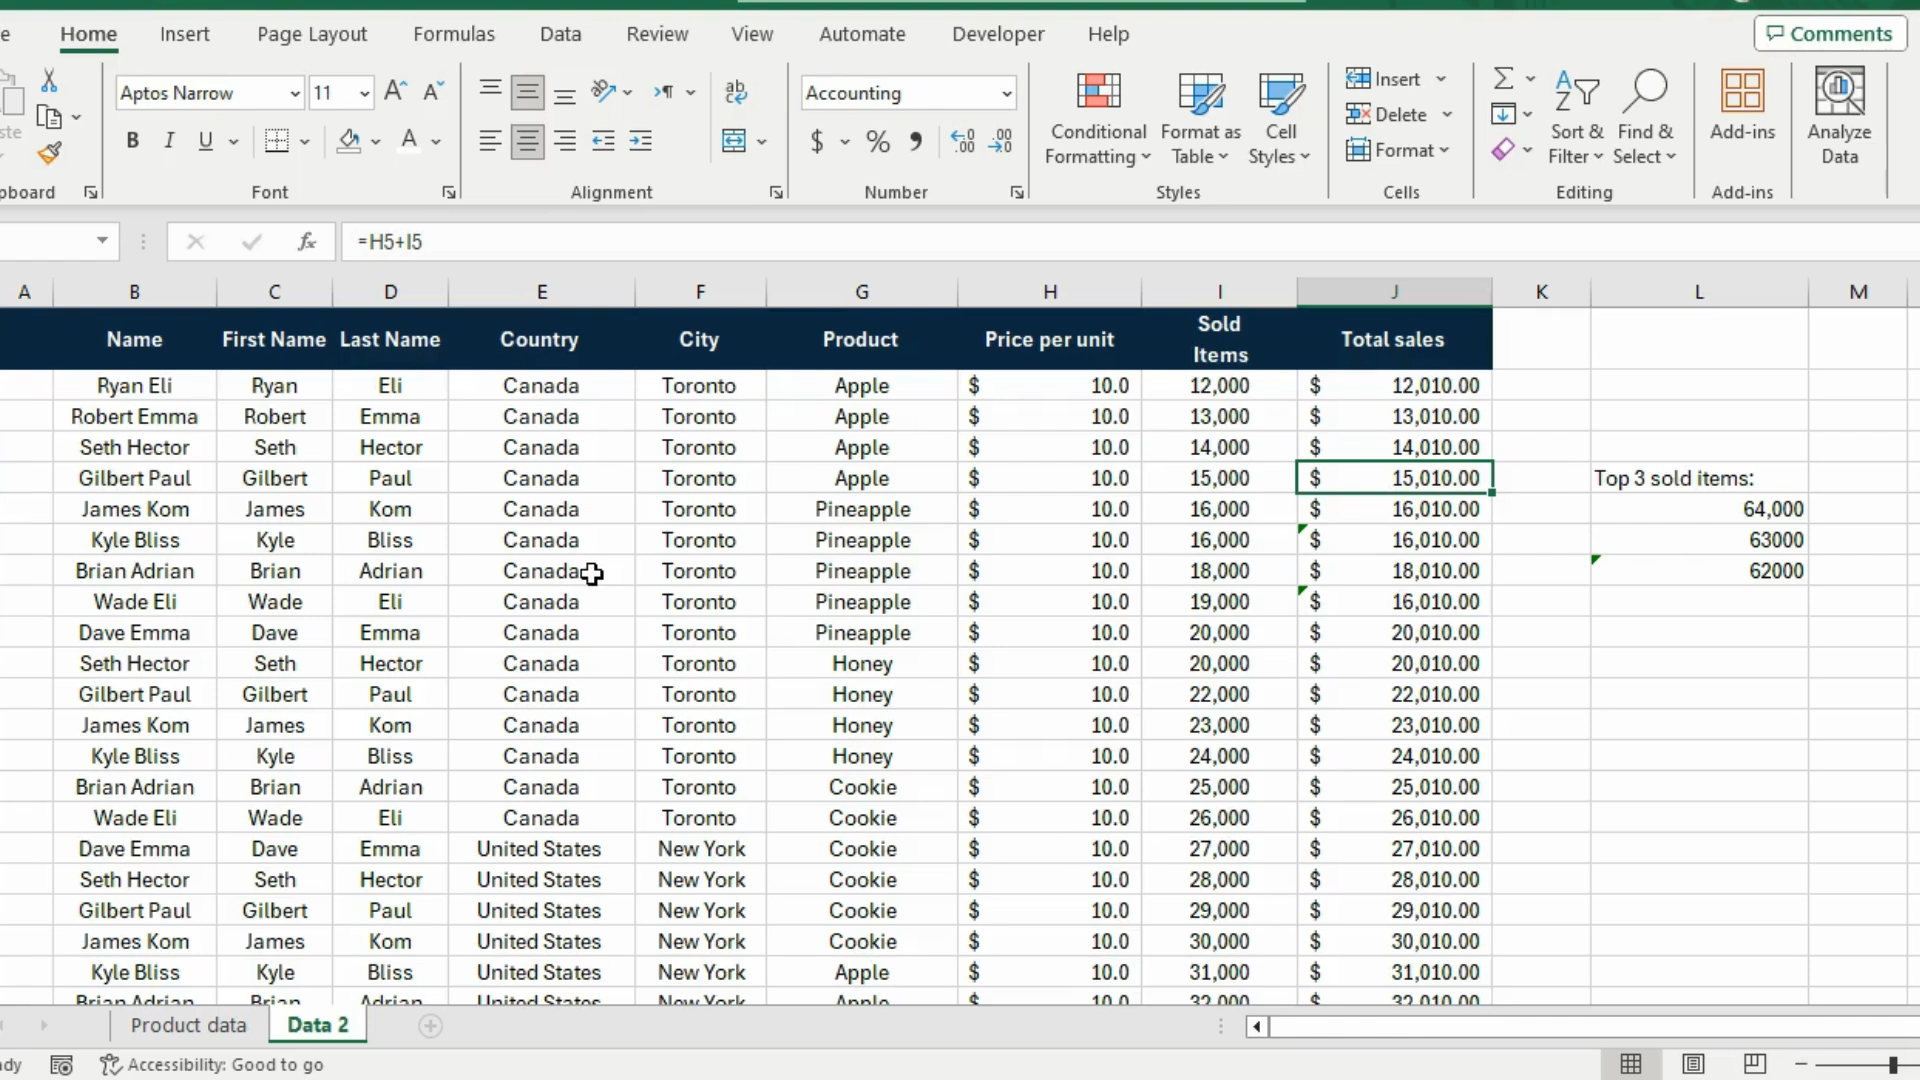 Home Insert Page Layout Formulas Data Review View Automate Developer Help Comments
Aptos Narrow 11 Accounting Insert
B I U $ % Conditional Formatting Format as Table Cell Styles Delete Sort & Filter Find & Select Add-ins Analyze Data
Format
Font Alignment Number Styles Cells Editing Add-ins
fx =H5+I5
A B C D E F G H I J K L M
Name First Name Last Name Country City Product Price per unit Sold Items Total sales
Ryan Eli Ryan Eli Canada Toronto Apple $ 10.0 12,000 $ 12,010.00
Robert Emma Robert Emma Canada Toronto Apple $ 10.0 13,000 $ 13,010.00
Seth Hector Seth Hector Canada Toronto Apple $ 10.0 14,000 $ 14,010.00
Gilbert Paul Gilbert Paul Canada Toronto Apple $ 10.0 15,000 $ 15,010.00 Top 3 sold items:
James Kom James Kom Canada Toronto Pineapple $ 10.0 16,000 $ 16,010.00 64,000
Kyle Bliss Kyle Bliss Canada Toronto Pineapple $ 10.0 16,000 $ 16,010.00 63000
Brian Adrian Brian Adrian Canada Toronto Pineapple $ 10.0 18,000 $ 18,010.00 62000
Wade Eli Wade Eli Canada Toronto Pineapple $ 10.0 19,000 $ 16,010.00
Dave Emma Dave Emma Canada Toronto Pineapple $ 10.0 20,000 $ 20,010.00
Seth Hector Seth Hector Canada Toronto Honey $ 10.0 20,000 $ 20,010.00
Gilbert Paul Gilbert Paul Canada Toronto Honey $ 10.0 22,000 $ 22,010.00
James Kom James Kom Canada Toronto Honey $ 10.0 23,000 $ 23,010.00
Kyle Bliss Kyle Bliss Canada Toronto Honey $ 10.0 24,000 $ 24,010.00
Brian Adrian Brian Adrian Canada Toronto Cookie $ 10.0 25,000 $ 25,010.00
Wade Eli Wade Eli Canada Toronto Cookie $ 10.0 26,000 $ 26,010.00
Dave Emma Dave Emma United States New York Cookie $ 10.0 27,000 $ 27,010.00
Seth Hector Seth Hector United States New York Cookie $ 10.0 28,000 $ 28,010.00
Gilbert Paul Gilbert Paul United States New York Cookie $ 10.0 29,000 $ 29,010.00
James Kom James Kom United States New York Cookie $ 10.0 30,000 $ 30,010.00
Kyle Bliss Kyle Bliss United States New York Apple $ 10.0 31,000 $ 31,010.00
Brian Adrian Brian Adrian United States New York Apple $ 10.0 32,000 $ 32,010.00
Product data Data 2
Accessibility: Good to go